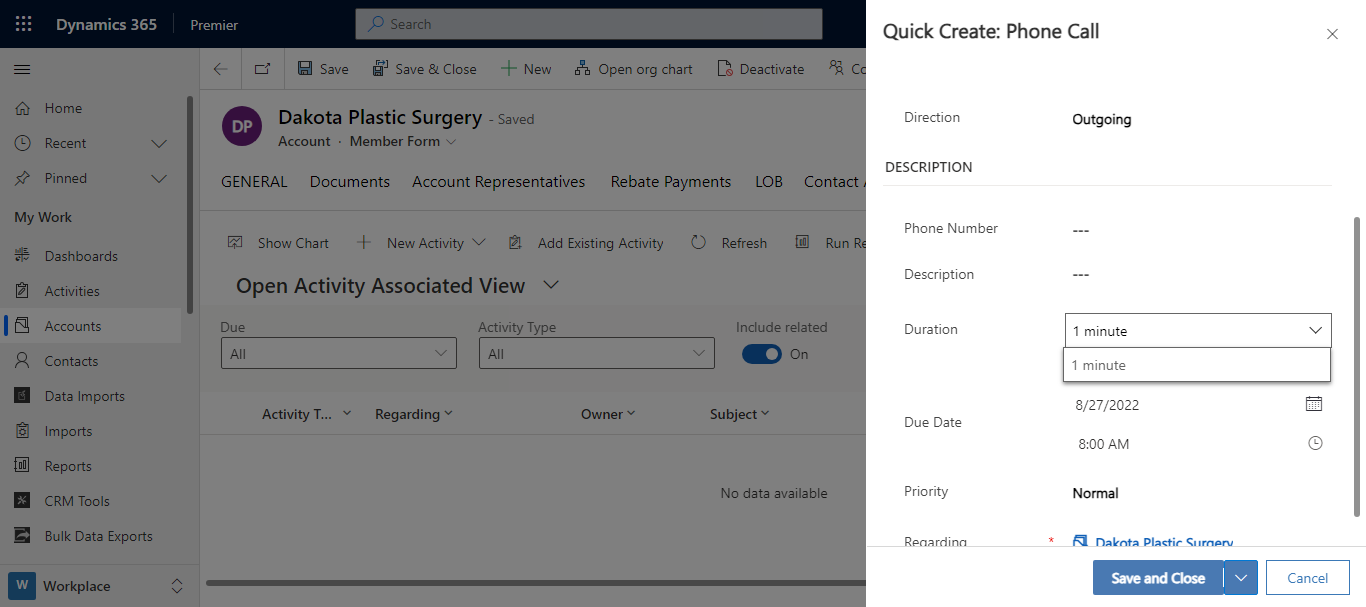 Dynamics 365 Premier Search
Save Save & Close New Open org chart Deactivate Co
Home
Recent
Pinned
My Work
Dashboards
Activities
Accounts
Contacts
Data Imports
Imports
Reports
CRM Tools
Bulk Data Exports
W Workplace
DP Dakota Plastic Surgery - Saved
Account · Member Form
GENERAL Documents Account Representatives Rebate Payments LOB Contact A
Show Chart New Activity Add Existing Activity Refresh Run Re
Open Activity Associated View
Due Activity Type Include related
All All On
Activity T... Regarding Owner Subject
No data available
Quick Create: Phone Call
Direction Outgoing
DESCRIPTION
Phone Number ---
Description ---
Duration 1 minute
1 minute
8/27/2022
Due Date
8:00 AM
Priority Normal
Regarding * Dakota Plastic Surgery
Save and Close Cancel